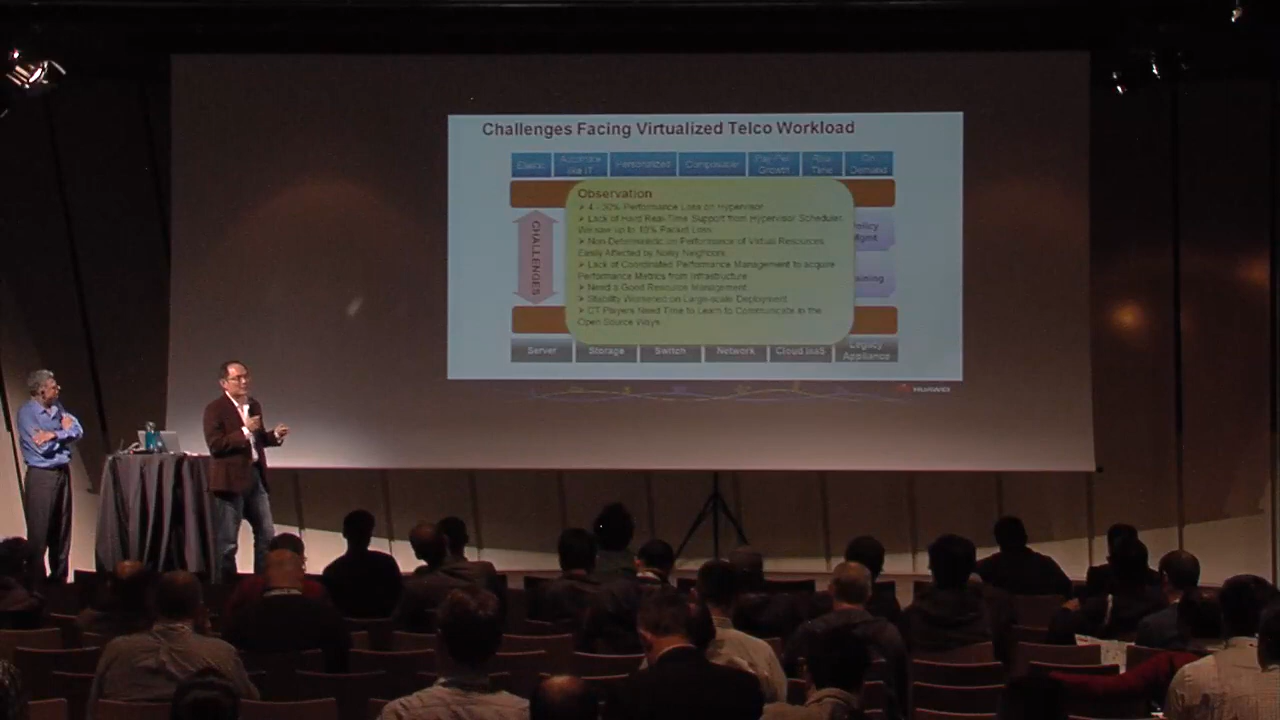 Challenges Facing Virtualized Telco Workload
Elastic Automate Personalized Composable Pay-Per Real On
like IT Growth Time Demand
Observation
➢ 4 - 30% Performance Loss on Hypervisor
➢ Lack of Hard Real-Time Support from Hypervisor Scheduler,
We saw up to 10% Packet Loss
➢ Non-Deterministic on Performance of Virtual Resources
Easily Affected by Noisy Neighbors
➢ Lack of Coordinated Performance Management to acquire
Performance Metrics from Infrastructure
➢ Need a Good Resource Management
➢ Stability Worsened on Large-scale Deployment
➢ CT Players Need Time to Learn to Communicate in the
Open Source Ways
CHALLENGES
Policy
Mgmt
Server Storage Switch Network Cloud IaaS Legacy
Appliance
HUAWEI